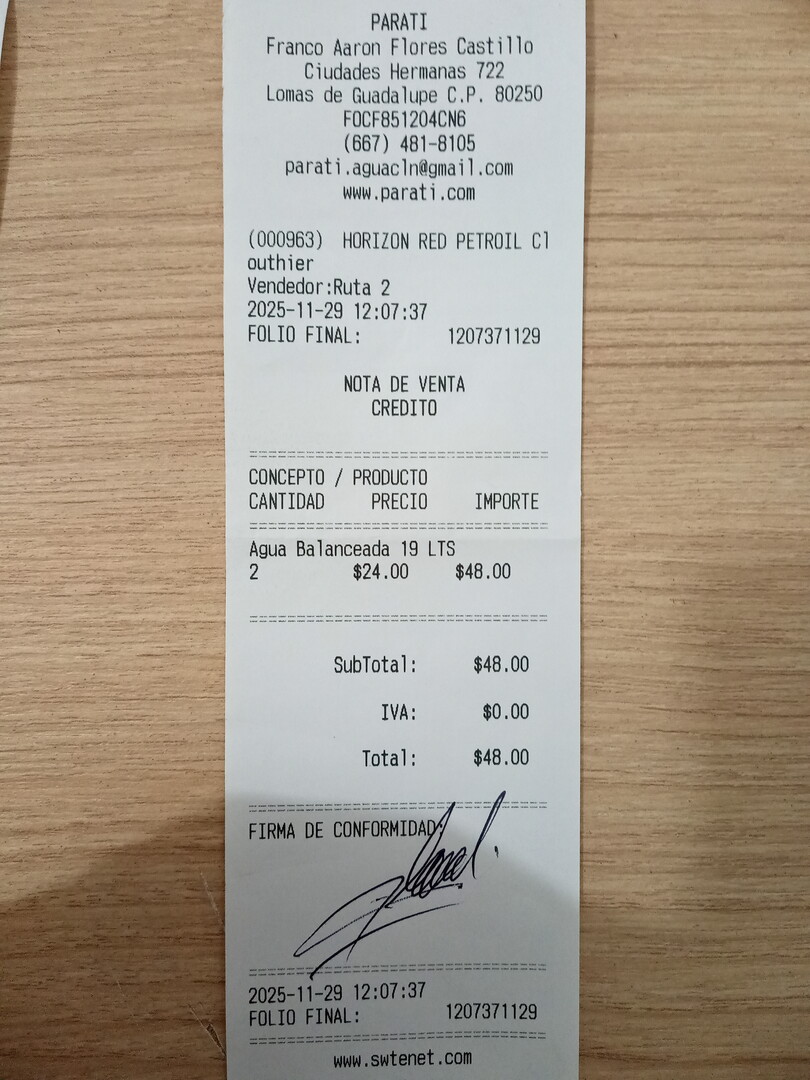 PARATI
Franco Aaron Flores Castillo
Ciudades Hermanas 722
Lomas de Guadalupe C.P. 80250
FOCF851204CN6
(667) 481-8105
parati.aguacln@gmail.com
www.parati.com
(000963) HORIZON RED PETROIL Cl
outhier
Vendedor:Ruta 2
2025-11-29 12:07:37
FOLIO FINAL: 1207371129
NOTA DE VENTA
CREDITO
CONCEPTO / PRODUCTO
CANTIDAD PRECIO IMPORTE
Agua Balanceada 19 LTS
2 $24.00 $48.00
SubTotal: $48.00
IVA: $0.00
Total: $48.00
FIRMA DE CONFORMIDAD:
2025-11-29 12:07:37
FOLIO FINAL: 1207371129
www.swtenet.com